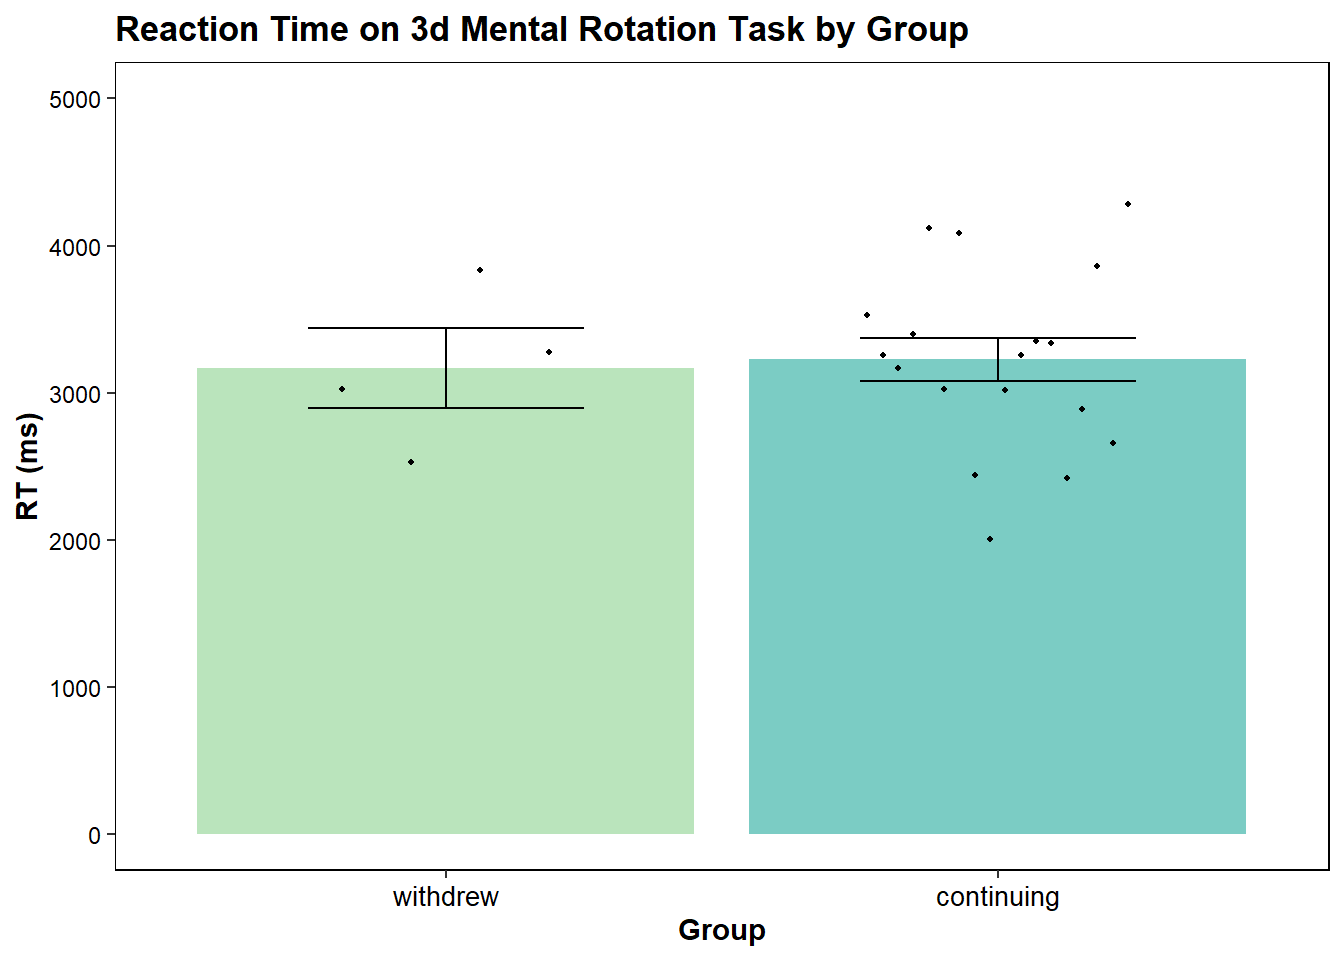 Reaction Time on 3d Mental Rotation Task by Group
5000
4000
3000
2000
1000
0
RT (ms)
withdrew
continuing
Group